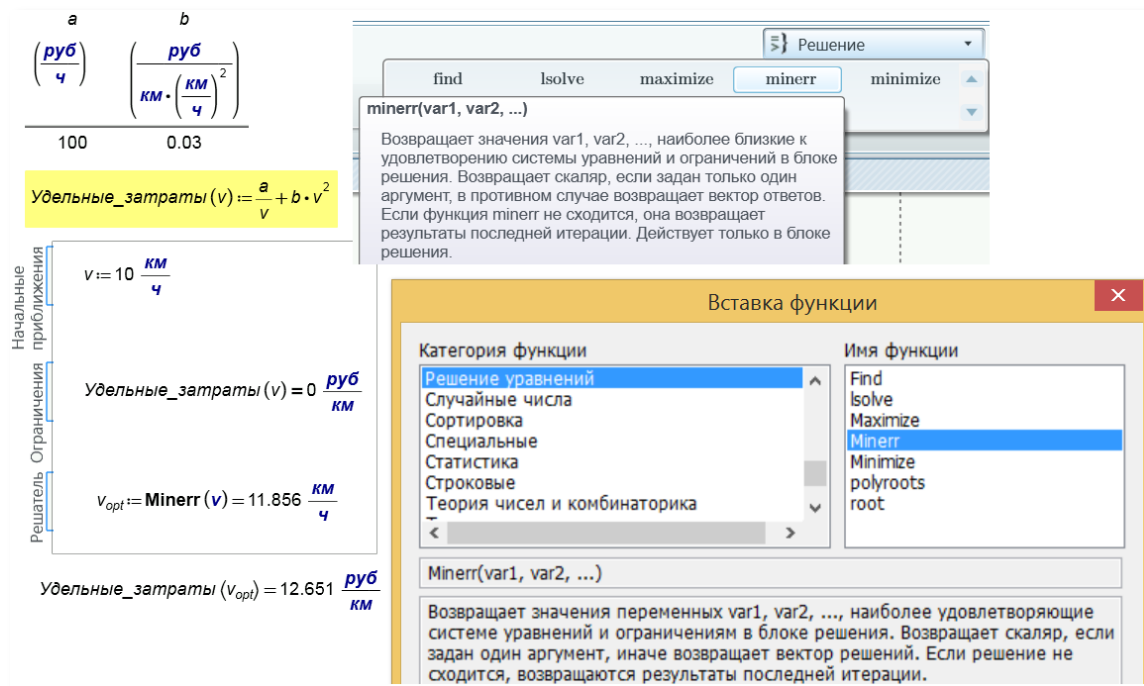 a b
(руб/ч) (руб/(км·(км/ч)²))
100 0.03
Удельные_затраты (v) := a/v + b · v²
Начальные
приближения
v := 10 км/ч
Ограничения
Удельные_затраты (v) = 0 руб/км
Решатель
v_opt := Minerr (v) = 11.856 км/ч
Удельные_затраты (v_opt) = 12.651 руб/км
Решение
find lsolve maximize minerr minimize
minerr(var1, var2, ...)
Возвращает значения var1, var2, ..., наиболее близкие к
удовлетворению системы уравнений и ограничений в блоке
решения. Возвращает скаляр, если задан только один
аргумент, в противном случае возвращает вектор ответов.
Если функция minerr не сходится, она возвращает
результаты последней итерации. Действует только в блоке
решения.
Вставка функции
Категория функции
Решение уравнений
Случайные числа
Сортировка
Специальные
Статистика
Строковые
Теория чисел и комбинаторика
Имя функции
Find
lsolve
Maximize
Minerr
Minimize
polyroots
root
Minerr(var1, var2, ...)
Возвращает значения переменных var1, var2, ..., наиболее удовлетворяющие
системе уравнений и ограничениям в блоке решения. Возвращает скаляр, если
задан один аргумент, иначе возвращает вектор решений. Если решение не
сходится, возвращаются результаты последней итерации.